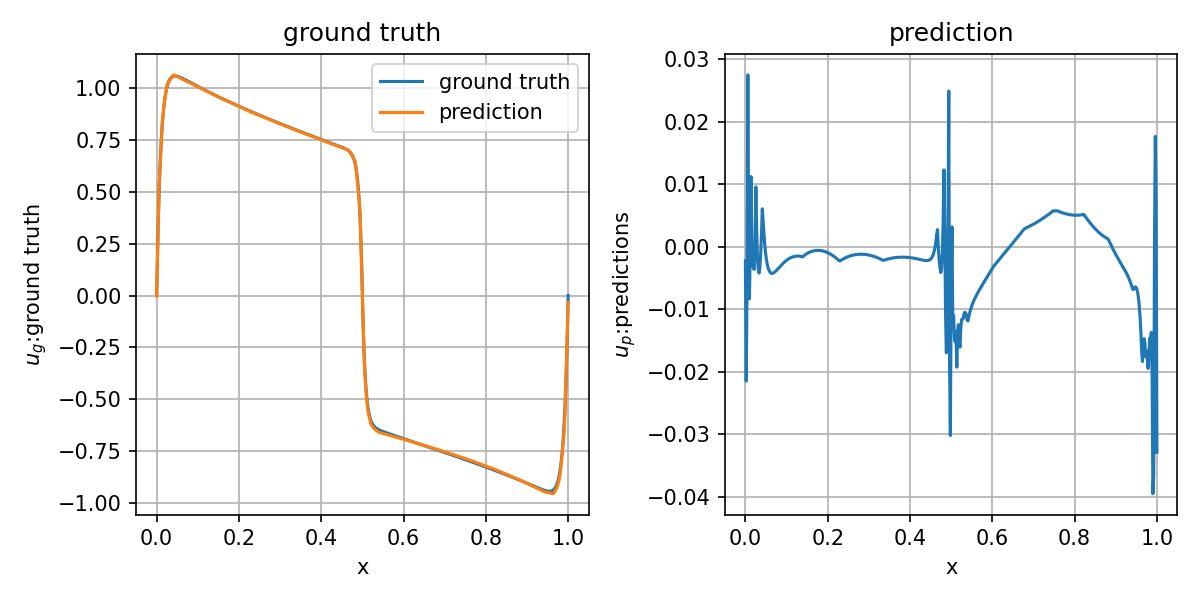 ground truth
1.00
0.75
0.50
0.25
0.00
−0.25
−0.50
−0.75
−1.00
u_g:ground truth
0.0 0.2 0.4 0.6 0.8 1.0
x
ground truth
prediction
prediction
0.03
0.02
0.01
0.00
−0.01
−0.02
−0.03
−0.04
u_p:predictions
0.0 0.2 0.4 0.6 0.8 1.0
x